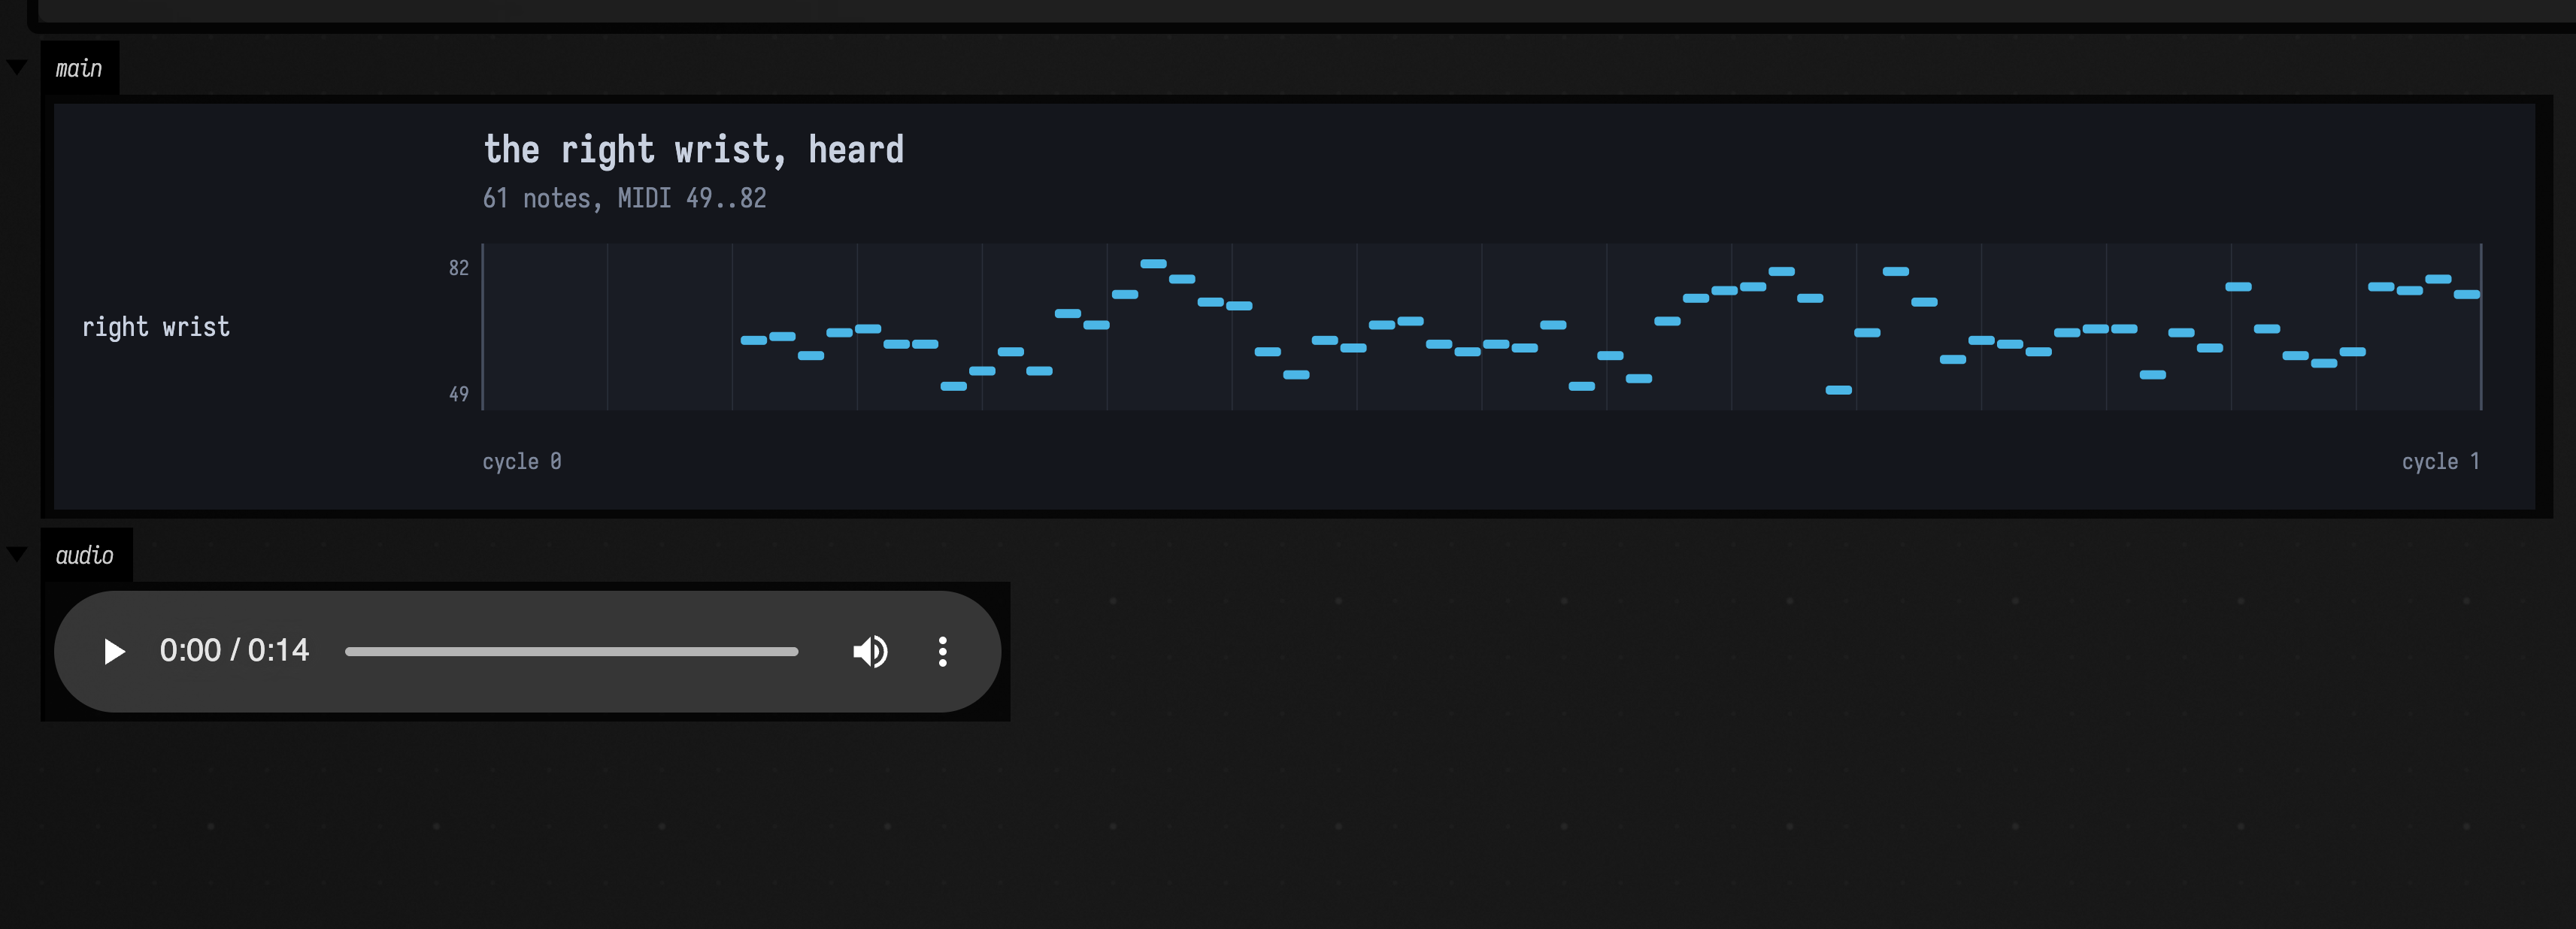 main
the right wrist, heard
61 notes, MIDI 49..82
82
right wrist
49
cycle 0
cycle 1
audio
0:00 / 0:14